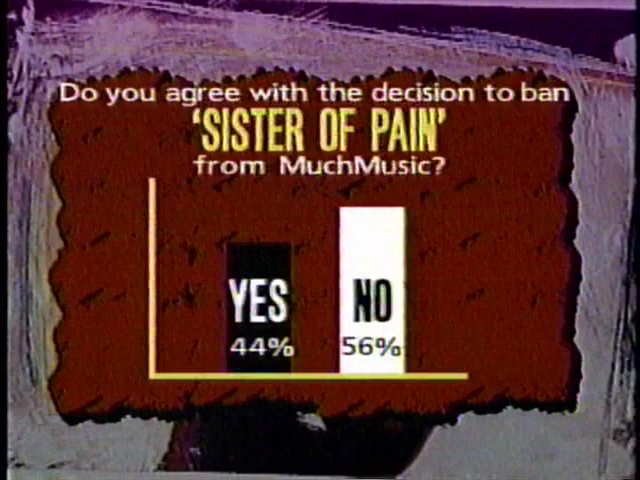 Do you agree with the decision to ban
'SISTER OF PAIN'
from MuchMusic?
YES NO
44% 56%